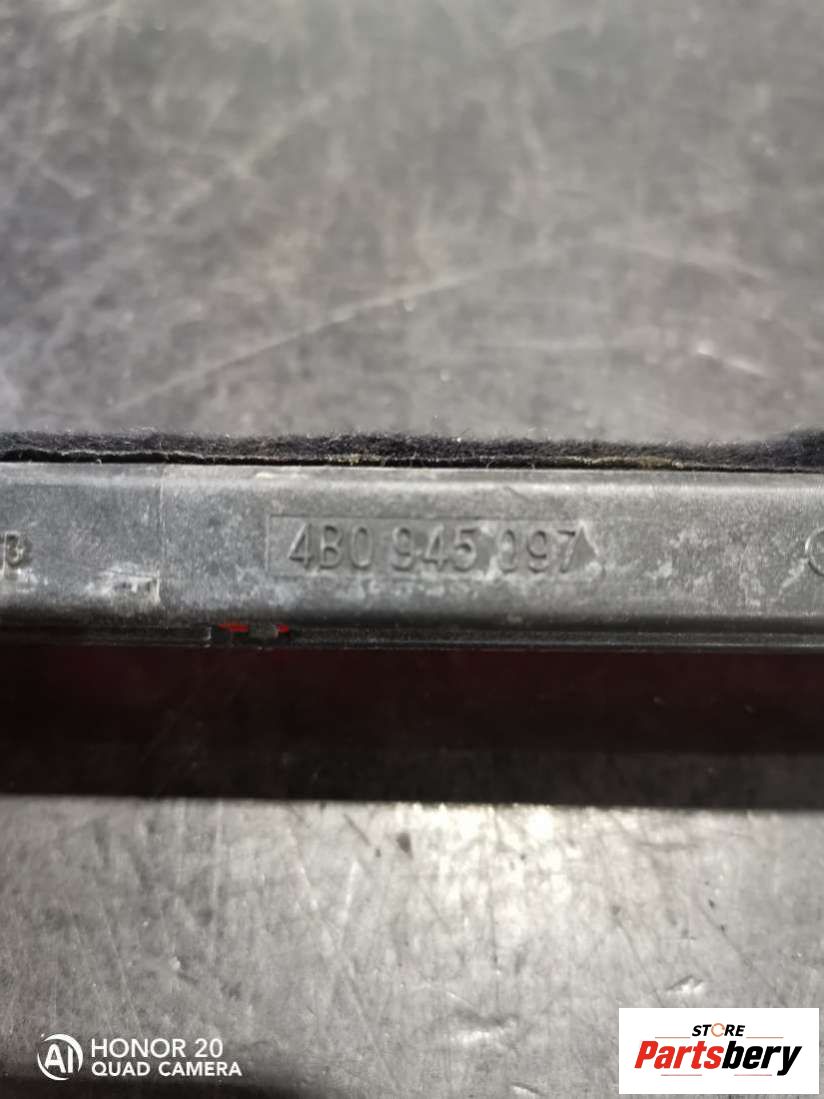 4B0 945 097
HONOR 20
QUAD CAMERA
STORE
Partsbery